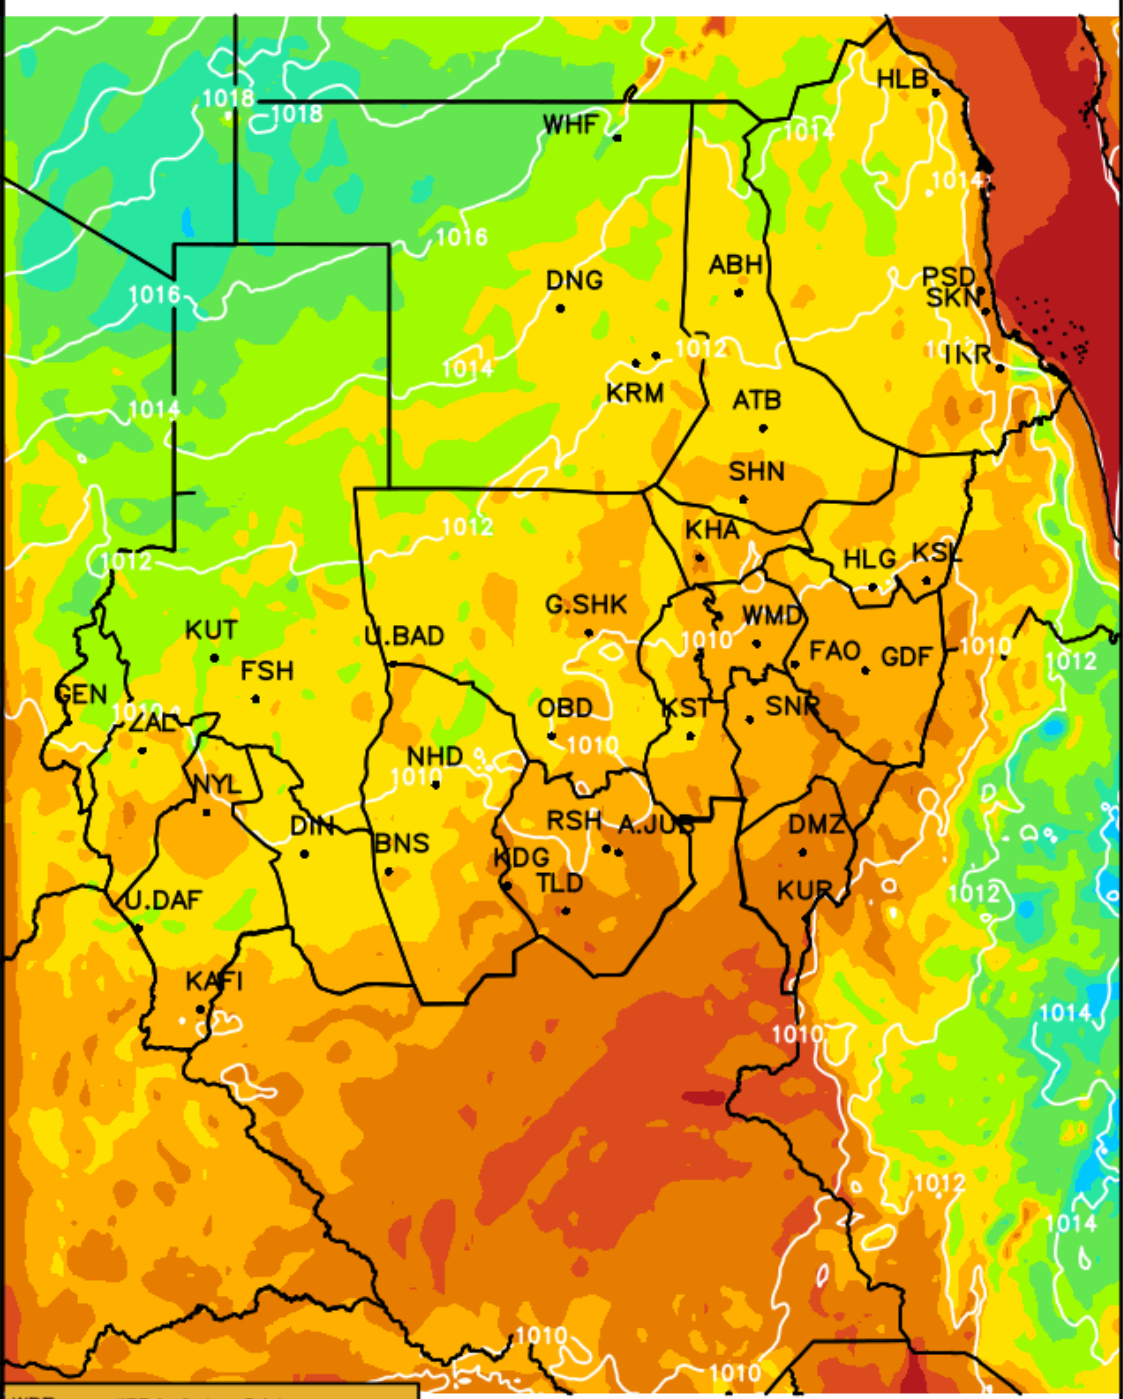 HLB
1018
1018
WHF
1014
1014
1016
ABH
PSD
DNG
SKN
1016
1012
IKR
1014
KRM
ATB
1014
SHN
1012
KHA
1012
HLG
KSL
G.SHK
WMD
KUT
U.BAD
1010
1010
FAO
GDF
1012
FSH
GEN
1010
ZAL
OBD
KST
SNR
1010
NHD
1010
NYL
DIN
RSH
A.JUB
DMZ
BNS
KDG
TLD
KUR
1012
U.DAF
KAFI
1014
1010
1012
1014
1010
1010